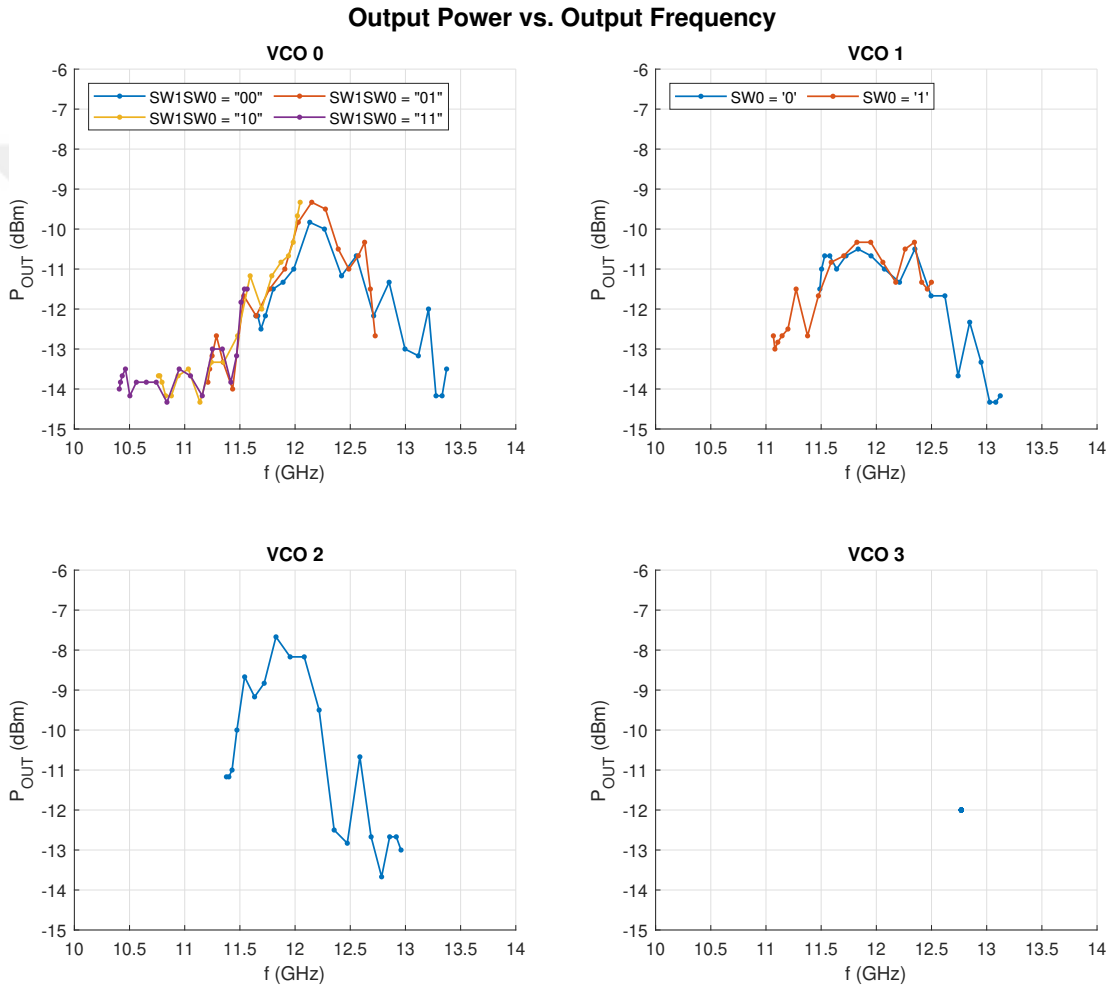 Output Power vs. Output Frequency
VCO 0
SW1SW0 = "00"
SW1SW0 = "01"
SW1SW0 = "10"
SW1SW0 = "11"
-6
-7
-8
-9
-10
-11
-12
-13
-14
-15
P_OUT (dBm)
10 10.5 11 11.5 12 12.5 13 13.5 14
f (GHz)
VCO 1
SW0 = '0'
SW0 = '1'
-6
-7
-8
-9
-10
-11
-12
-13
-14
-15
P_OUT (dBm)
10 10.5 11 11.5 12 12.5 13 13.5 14
f (GHz)
VCO 2
-6
-7
-8
-9
-10
-11
-12
-13
-14
-15
P_OUT (dBm)
10 10.5 11 11.5 12 12.5 13 13.5 14
f (GHz)
VCO 3
-6
-7
-8
-9
-10
-11
-12
-13
-14
-15
P_OUT (dBm)
10 10.5 11 11.5 12 12.5 13 13.5 14
f (GHz)